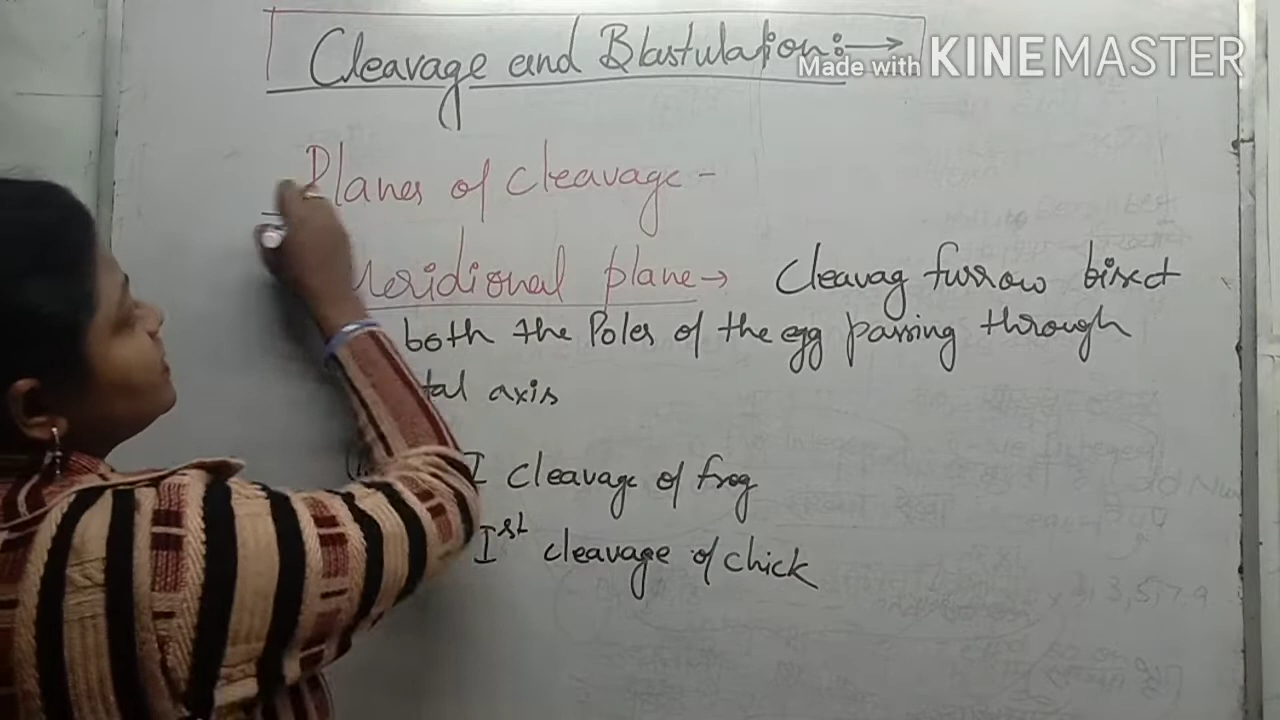 Cleavage and Blastulation:→
Made with KINEMASTER
Planes of Cleavage -
Meridional plane → Cleavag furrow bisect
both the Poles of the egg passing through
axis
I Cleavage of frog
Ist cleavage of chick